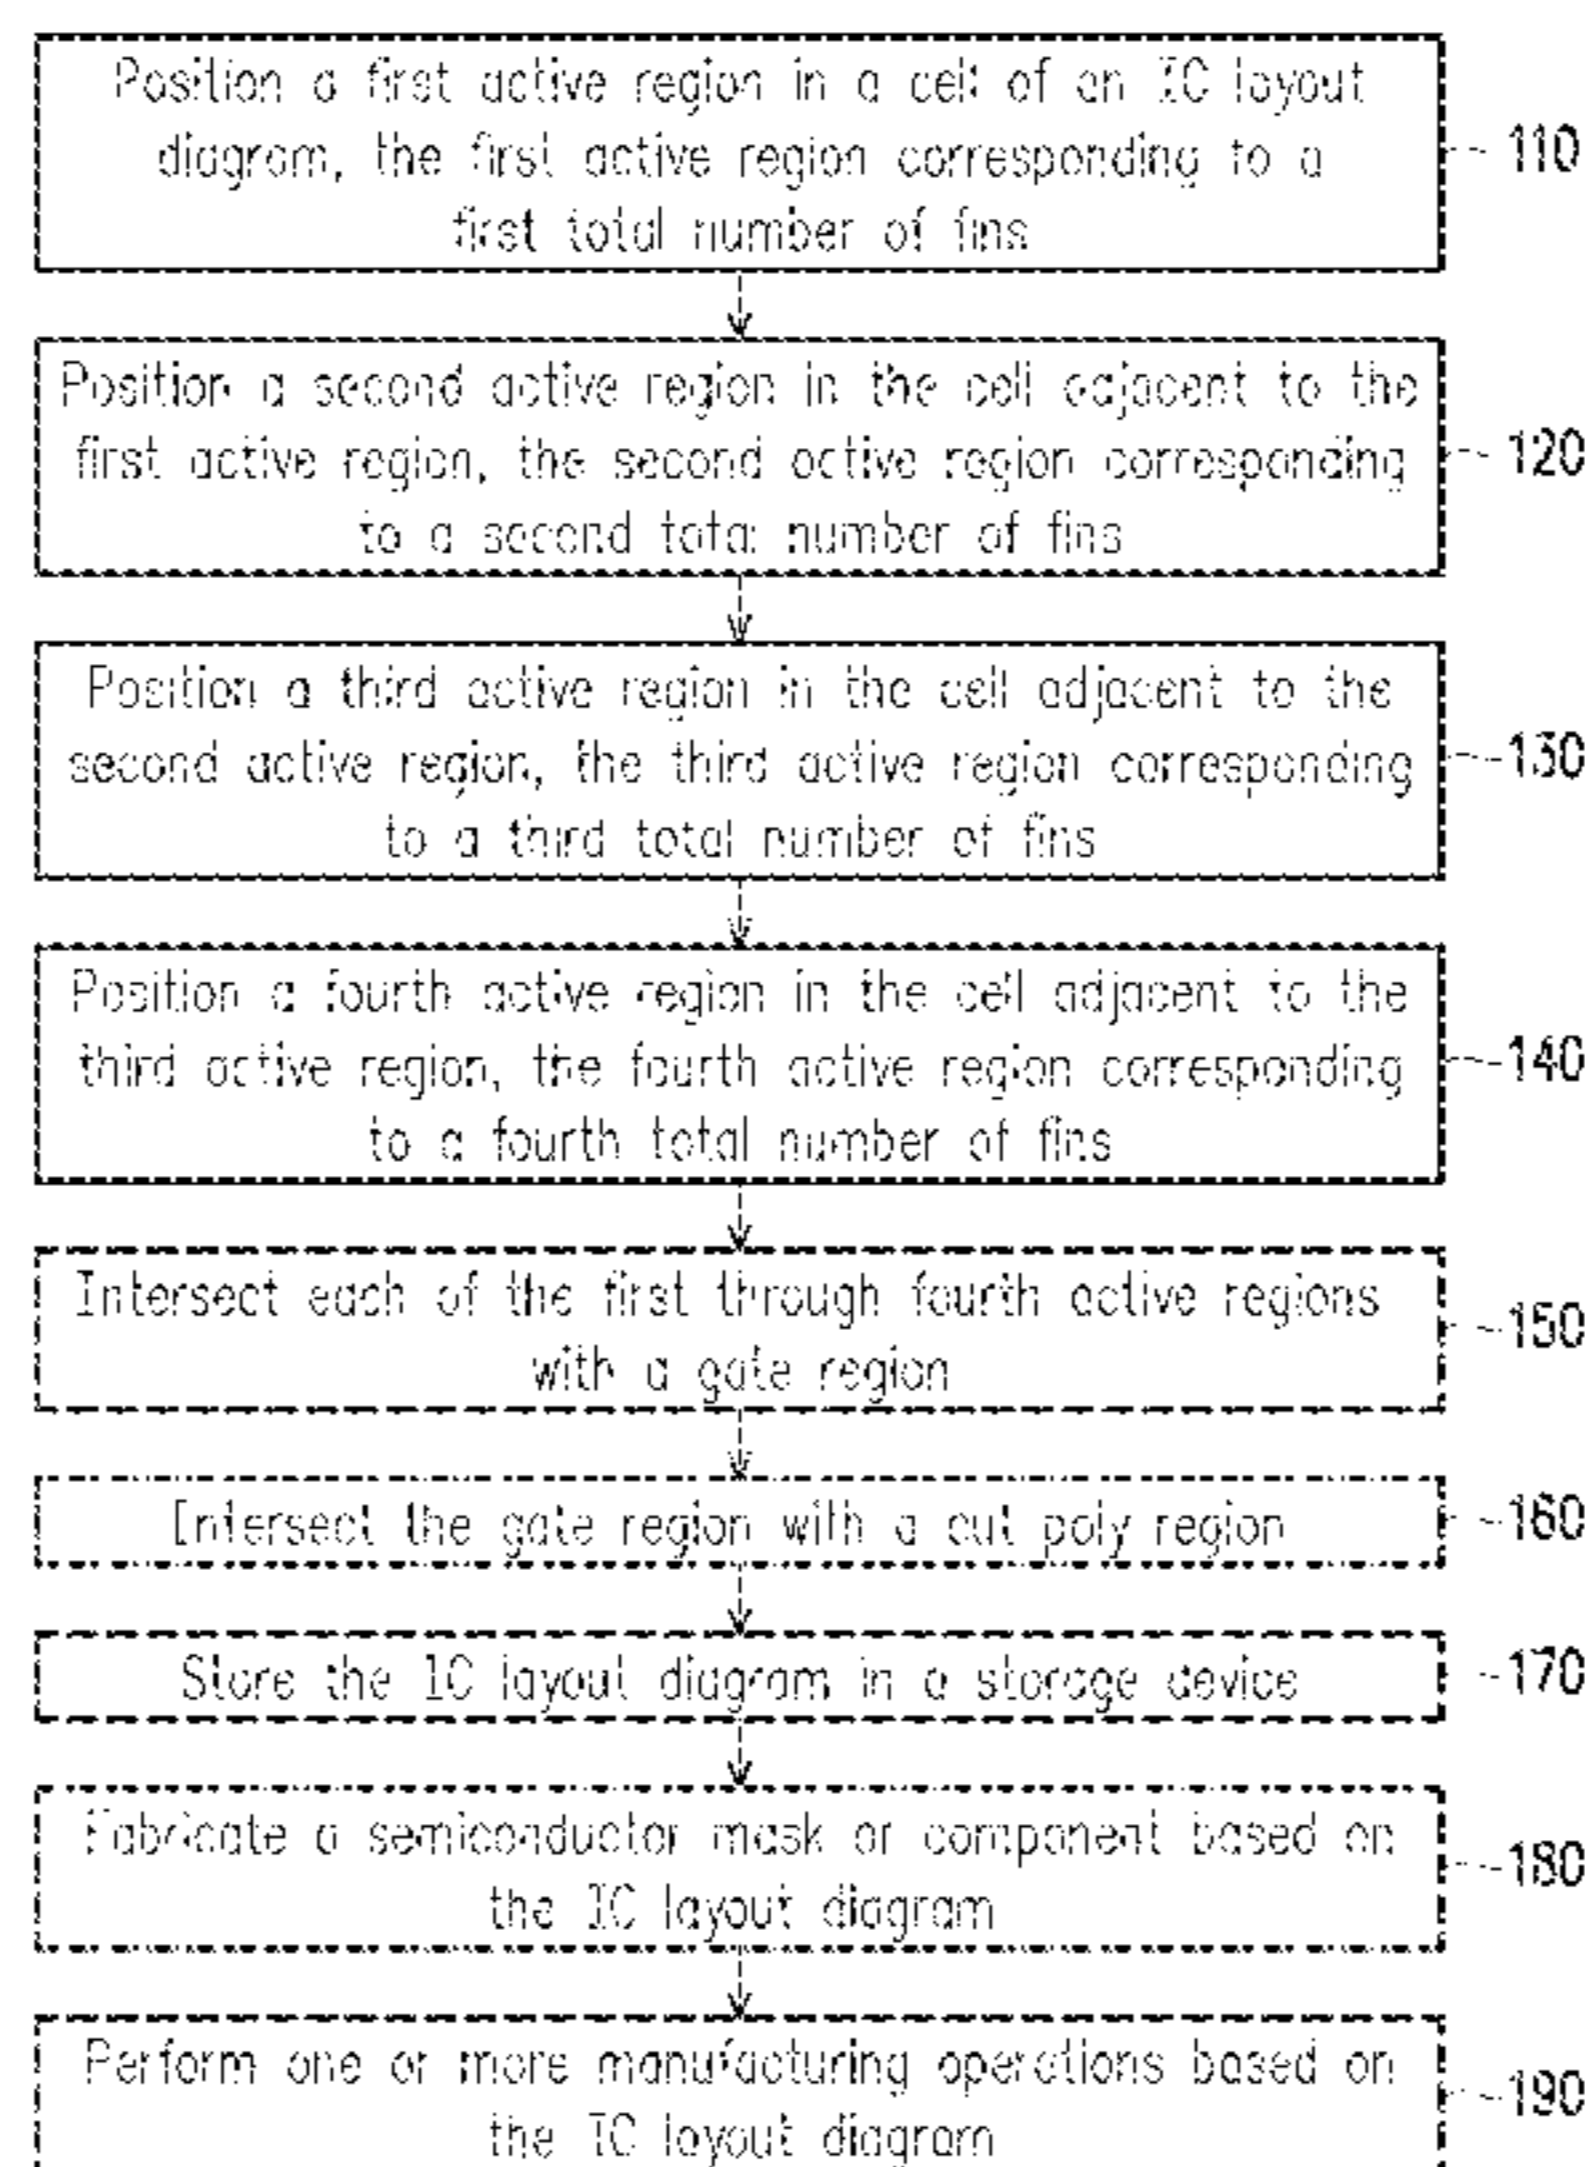 Position a first active region in a cell of an IC layout
diagram, the first active region corresponding to a
first total number of fins
110
Position a second active region in the cell adjacent to the
first active region, the second active region corresponding
to a second total number of fins
120
Position a third active region in the cell adjacent to the
second active region, the third active region corresponding
to a third total number of fins
130
Position a fourth active region in the cell adjacent to the
third active region, the fourth active region corresponding
to a fourth total number of fins
140
Intersect each of the first through fourth active regions
with a gate region
150
Intersect the gate region with a cut poly region
160
Store the IC layout diagram in a storage device
170
Fabricate a semiconductor mask or component based on
the IC layout diagram
180
Perform one or more manufacturing operations based on
the IC layout diagram
190